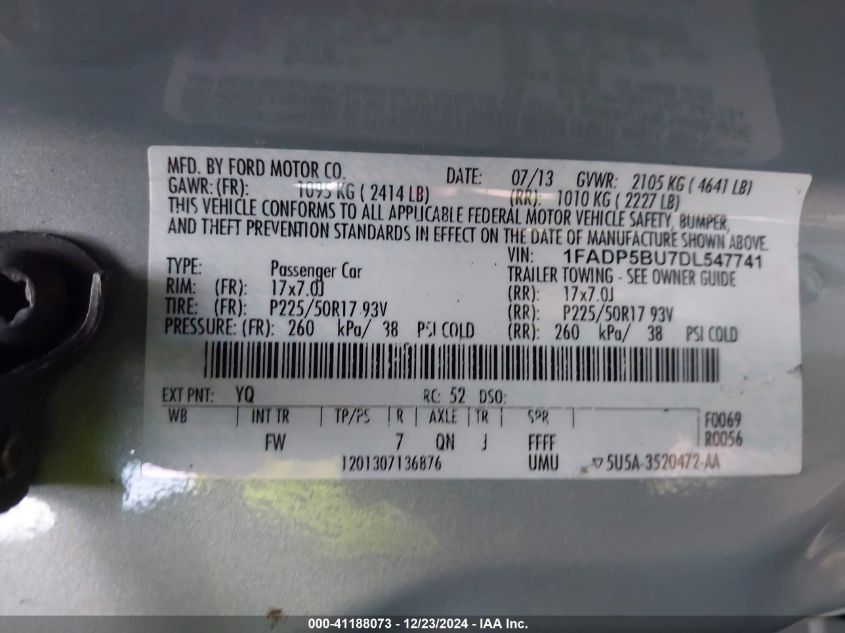 MFD. BY FORD MOTOR CO. DATE: 07/13 GVWR: 2105 KG ( 4641 LB)
GAWR: (FR): 1095 KG ( 2414 LB) (RR): 1010 KG ( 2227 LB)
THIS VEHICLE CONFORMS TO ALL APPLICABLE FEDERAL MOTOR VEHICLE SAFETY, BUMPER,
AND THEFT PREVENTION STANDARDS IN EFFECT ON THE DATE OF MANUFACTURE SHOWN ABOVE.
VIN: 1FADP5BU7DL547741
TYPE: Passenger Car TRAILER TOWING - SEE OWNER GUIDE
RIM: (FR): 17x7.0J (RR): 17x7.0J
TIRE: (FR): P225/50R17 93V (RR): P225/50R17 93V
PRESSURE: (FR): 260 kPa/ 38 PSI COLD (RR): 260 kPa/ 38 PSI COLD
EXT PNT: YQ RC: 52 DSO:
WB INT TR TP/PS R AXLE TR SPR F0069
FW 7 QN J FFFF R0056
1201307136876 UMU 5U5A-3520472-AA
000-41188073 - 12/23/2024 - IAA Inc.